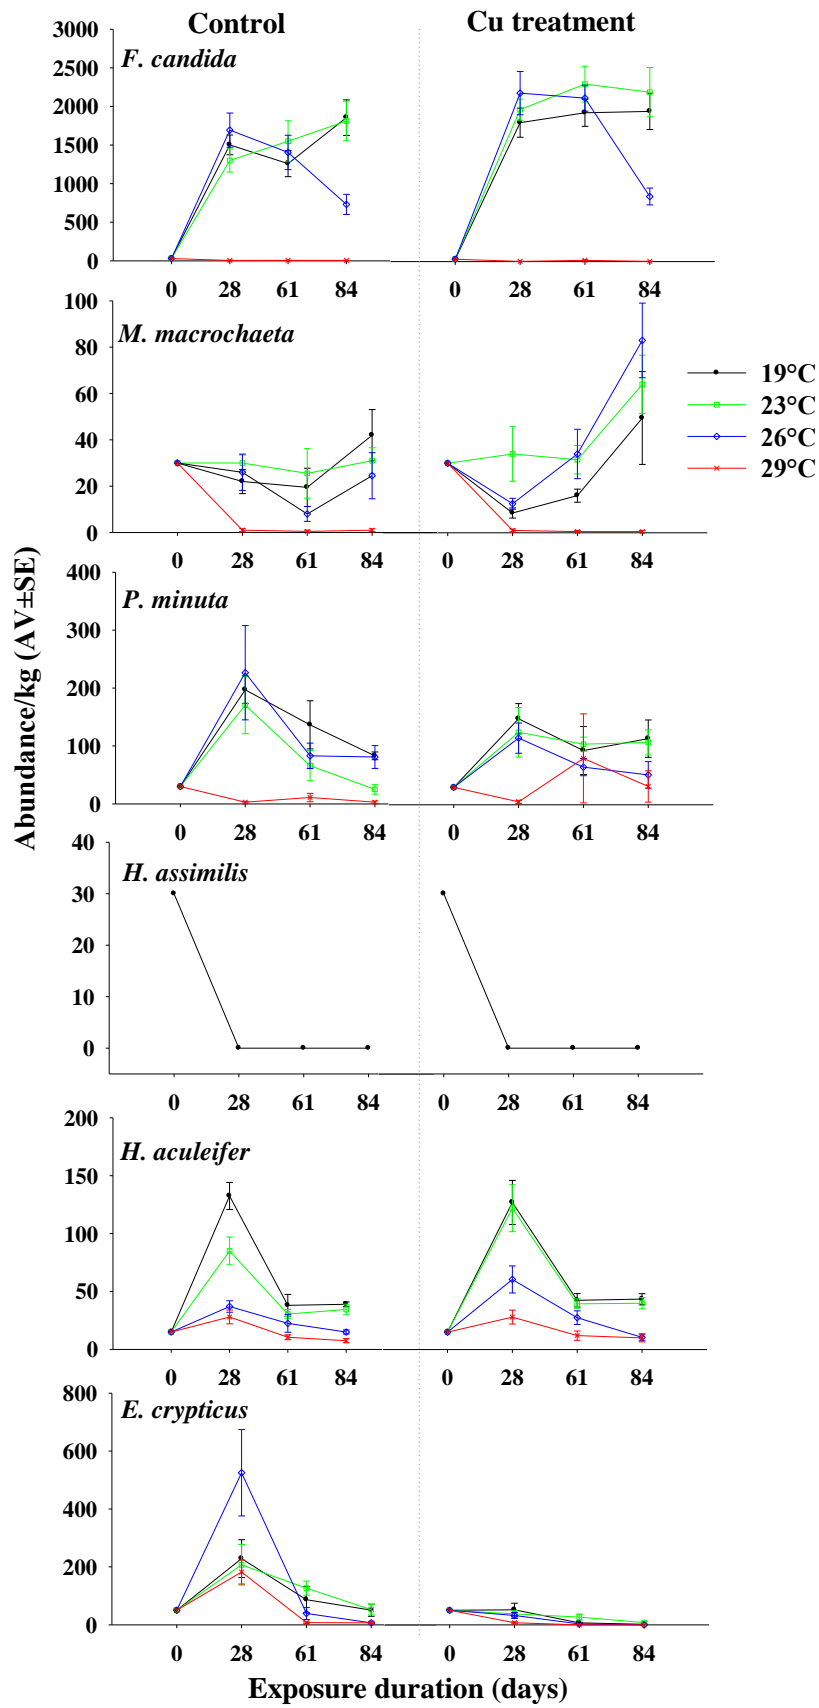 Control Cu treatment
F. candida
3000
2500
2000
1500
1000
500
0
0 28 61 84 0 28 61 84
M. macrochaeta
100
80
60
40
20
0
0 28 61 84 0 28 61 84
19°C
23°C
26°C
29°C
P. minuta
400
300
200
100
0
0 28 61 84 0 28 61 84
Abundance/kg (AV±SE)
H. assimilis
40
30
20
10
0
0 28 61 84 0 28 61 84
H. aculeifer
200
150
100
50
0
0 28 61 84 0 28 61 84
E. crypticus
800
600
400
200
0
0 28 61 84 0 28 61 84
Exposure duration (days)